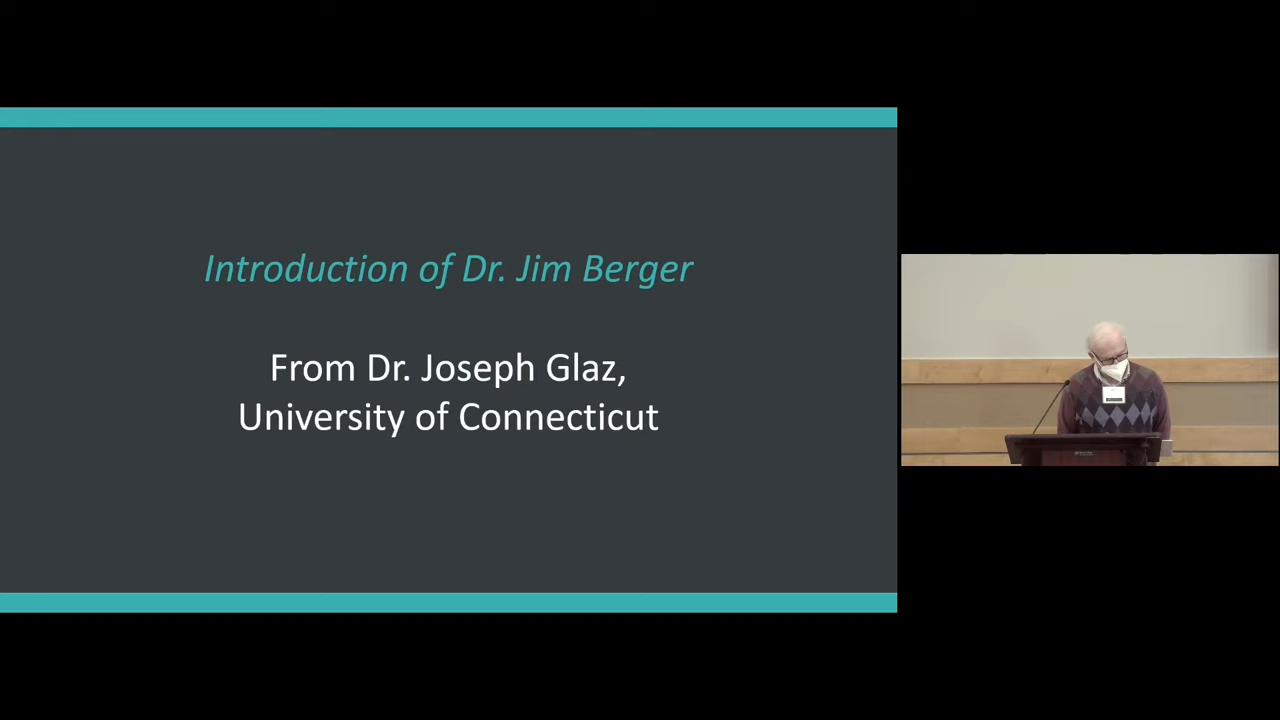 Introduction of Dr. Jim Berger
From Dr. Joseph Glaz,
University of Connecticut